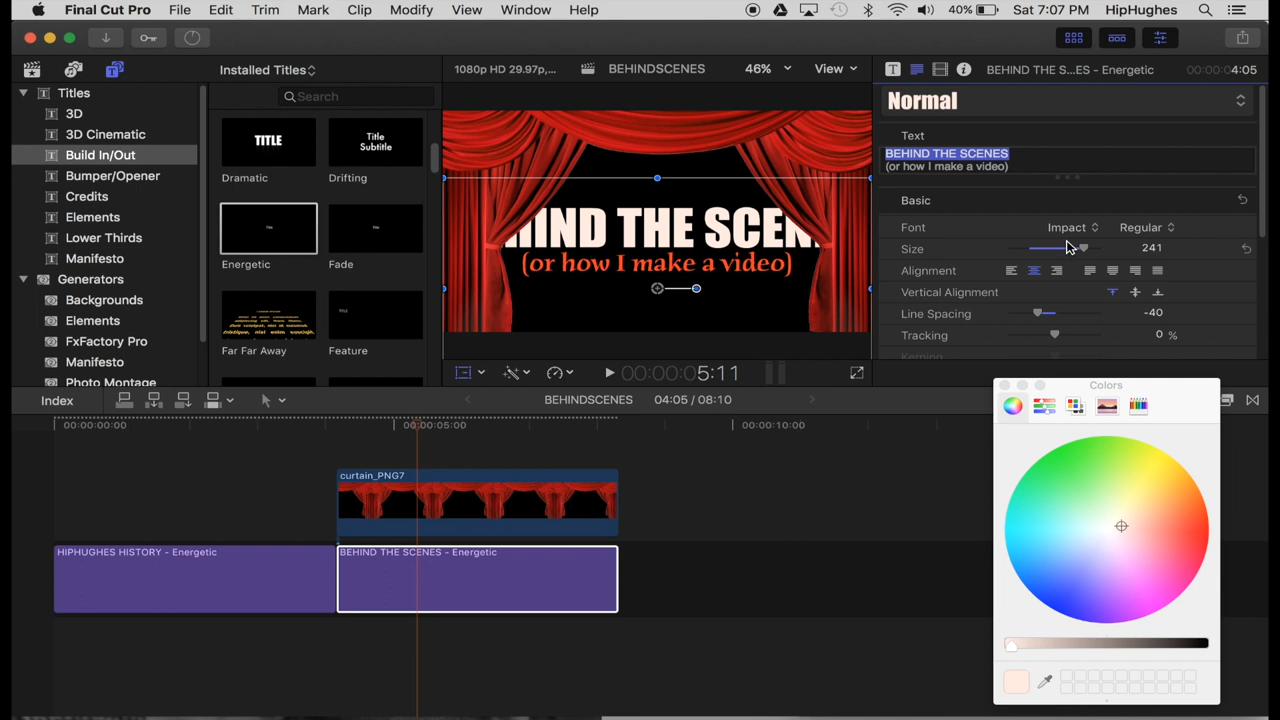 Final Cut Pro File Edit Trim Mark Clip Modify View Window Help 40% Sat 7:07 PM HipHughes
Installed Titles
1080p HD 29.97p,... BEHINDSCENES 46% View
BEHIND THE S...ES - Energetic 4:05
Titles
3D
3D Cinematic
Build In/Out
Bumper/Opener
Credits
Elements
Lower Thirds
Manifesto
Generators
Backgrounds
Elements
FxFactory Pro
Manifesto
Photo Montage
Search
TITLE
Dramatic
Title
Subtitle
Drifting
Title
Energetic
Title
Fade
Far Far Away
TITLE
Feature
HIND THE SCEN
(or how I make a video)
00:00:00:05:11
Normal
Text
BEHIND THE SCENES
(or how I make a video)
Basic
Font Impact Regular
Size 241
Alignment
Vertical Alignment
Line Spacing -40
Tracking 0 %
Kerning
Index BEHINDSCENES 04:05 / 08:10
00:00:00:00 00:00:05:00 00:00:10:00
curtain_PNG7
HIPHUGHES HISTORY - Energetic
BEHIND THE SCENES - Energetic
Colors